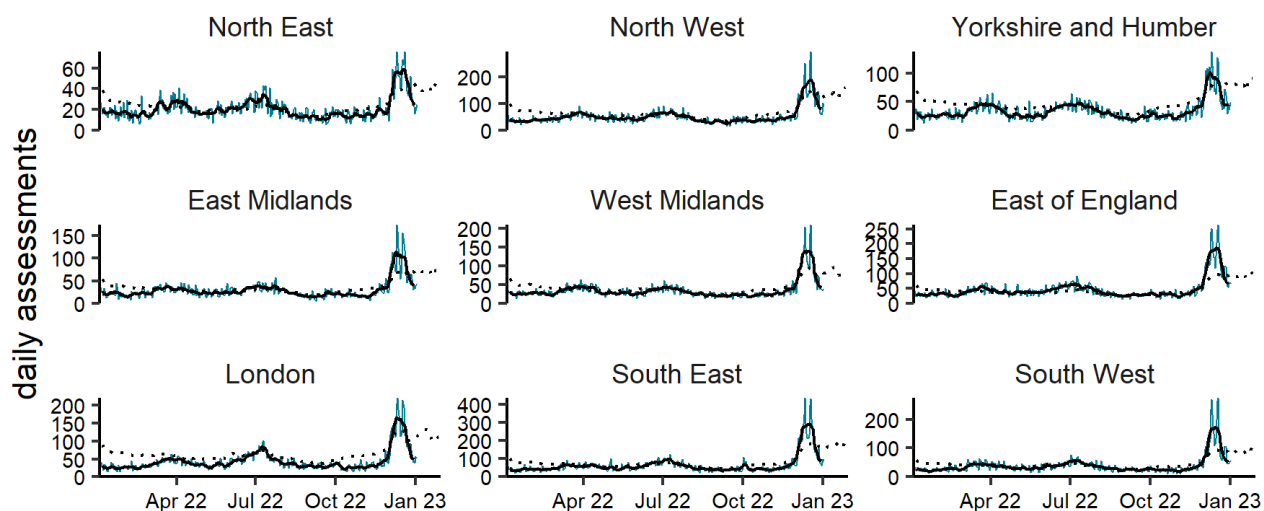 daily assessments
North East
60
40
20
0
North West
200
100
0
Yorkshire and Humber
100
50
0
East Midlands
150
100
50
0
West Midlands
200
150
100
50
0
East of England
250
200
150
100
50
0
London
200
150
100
50
0
Apr 22 Jul 22 Oct 22 Jan 23
South East
400
300
200
100
0
Apr 22 Jul 22 Oct 22 Jan 23
South West
200
100
0
Apr 22 Jul 22 Oct 22 Jan 23